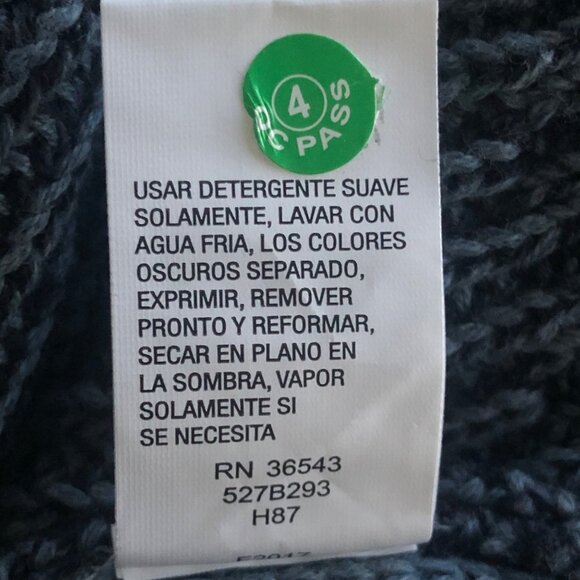 4
QC PASS
USAR DETERGENTE SUAVE
SOLAMENTE, LAVAR CON
AGUA FRIA, LOS COLORES
OSCUROS SEPARADO,
EXPRIMIR, REMOVER
PRONTO Y REFORMAR,
SECAR EN PLANO EN
LA SOMBRA, VAPOR
SOLAMENTE SI
SE NECESITA
RN 36543
527B293
H87